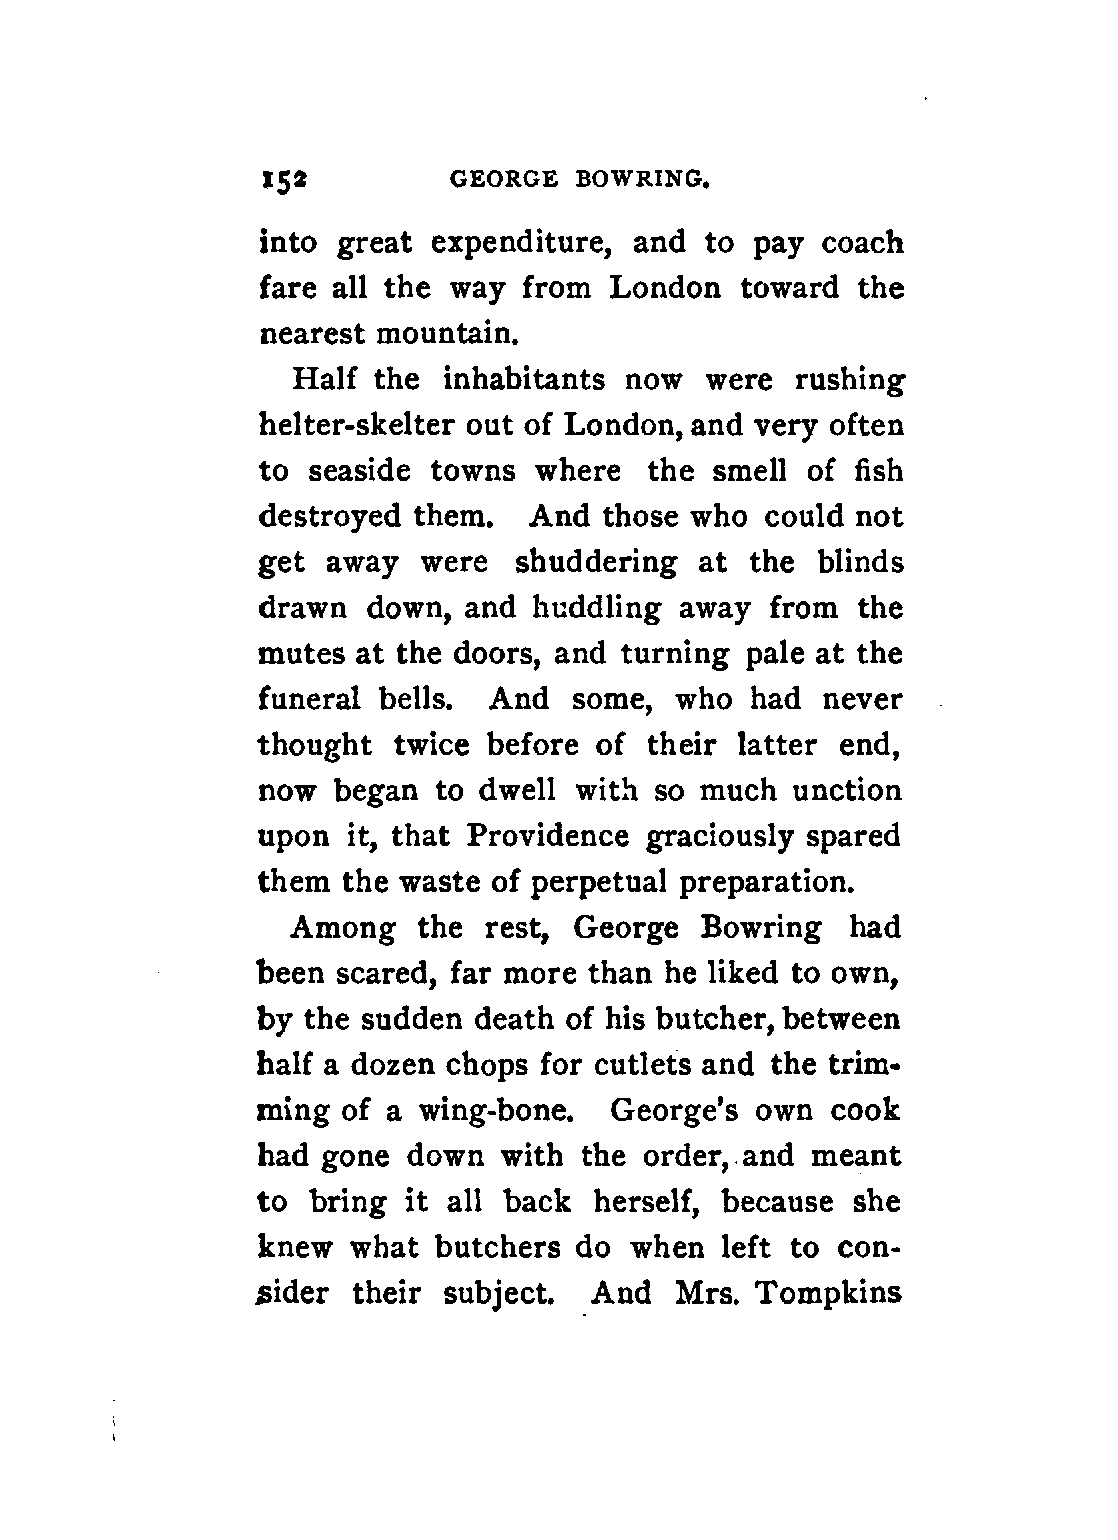 152 GEORGE BOWRING.
into great expenditure, and to pay coach
fare all the way from London toward the
nearest mountain.
Half the inhabitants now were rushing
helter-skelter out of London, and very often
to seaside towns where the smell of fish
destroyed them. And those who could not
get away were shuddering at the blinds
drawn down, and huddling away from the
mutes at the doors, and turning pale at the
funeral bells. And some, who had never
thought twice before of their latter end,
now began to dwell with so much unction
upon it, that Providence graciously spared
them the waste of perpetual preparation.
Among the rest, George Bowring had
been scared, far more than he liked to own,
by the sudden death of his butcher, between
half a dozen chops for cutlets and the trim-
ming of a wing-bone. George's own cook
had gone down with the order, and meant
to bring it all back herself, because she
knew what butchers do when left to con-
sider their subject. And Mrs. Tompkins